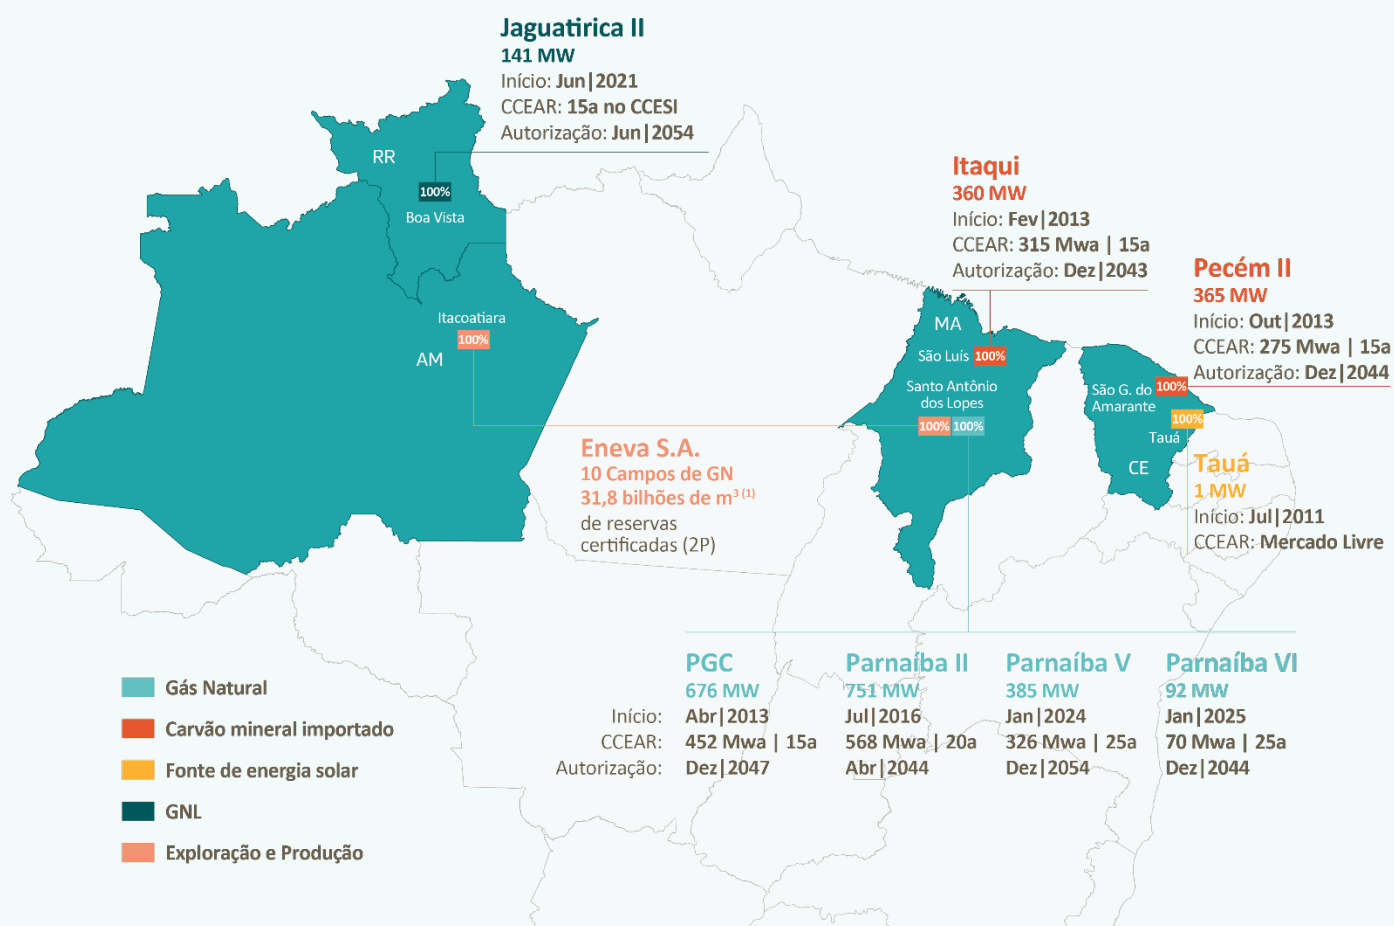 Jaguatirica II
141 MW
Início: Jun|2021
CCEAR: 15a no CCESI
Autorização: Jun|2054
RR
100%
Boa Vista
Itacoatiara
100%
AM
Itaqui
360 MW
Início: Fev|2013
CCEAR: 315 Mwa | 15a
Autorização: Dez|2043
Pecém II
365 MW
Início: Out|2013
CCEAR: 275 Mwa | 15a
Autorização: Dez|2044
MA
São Luís 100%
Santo Antônio
dos Lopes
100% 100%
100%
São G. do
Amarante
100%
Tauá
CE
Tauá
1 MW
Início: Jul|2011
CCEAR: Mercado Livre
Eneva S.A.
10 Campos de GN
31,8 bilhões de m³ ⁽¹⁾
de reservas
certificadas (2P)
PGC Parnaíba II Parnaíba V Parnaíba VI
676 MW 751 MW 385 MW 92 MW
Início: Abr|2013 Jul|2016 Jan|2024 Jan|2025
CCEAR: 452 Mwa | 15a 568 Mwa | 20a 326 Mwa | 25a 70 Mwa | 25a
Autorização: Dez|2047 Abr|2044 Dez|2054 Dez|2044
Gás Natural
Carvão mineral importado
Fonte de energia solar
GNL
Exploração e Produção